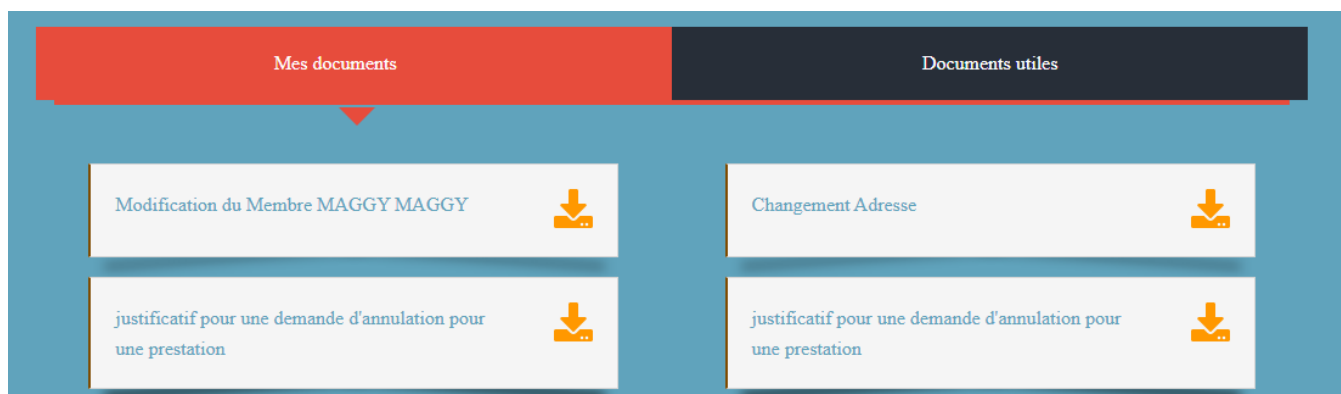 Mes documents
Documents utiles
Modification du Membre MAGGY MAGGY
Changement Adresse
justificatif pour une demande d'annulation pour
une prestation
justificatif pour une demande d'annulation pour
une prestation